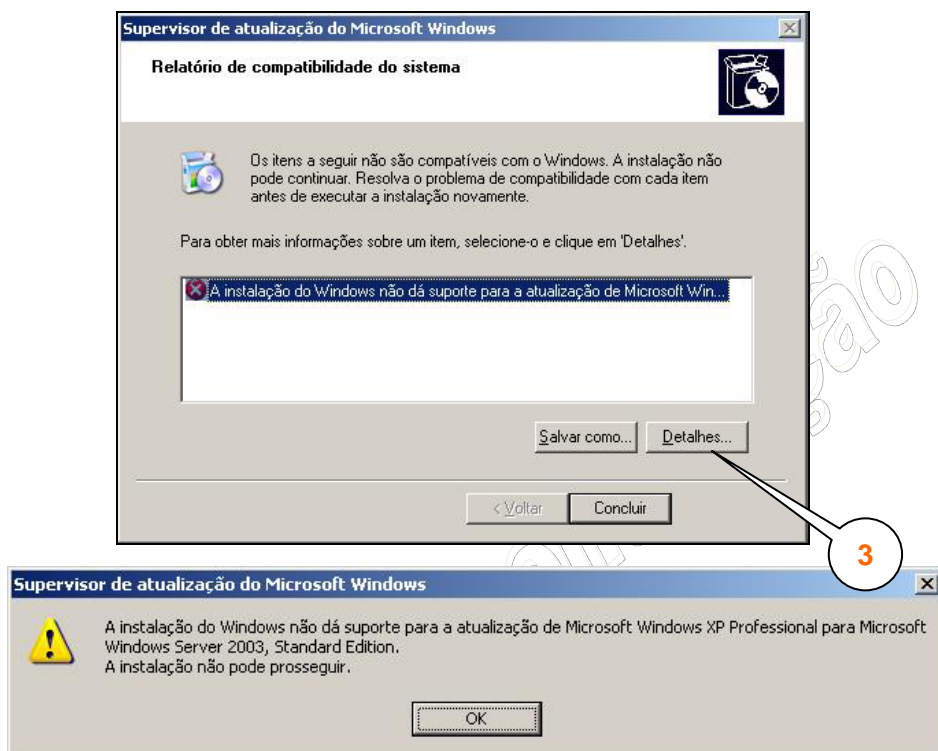 Supervisor de atualização do Microsoft Windows
Relatório de compatibilidade do sistema
Os itens a seguir não são compatíveis com o Windows. A instalação não
pode continuar. Resolva o problema de compatibilidade com cada item
antes de executar a instalação novamente.
Para obter mais informações sobre um item, selecione-o e clique em 'Detalhes'.
A instalação do Windows não dá suporte para a atualização de Microsoft Win...
Salvar como... Detalhes...
< Voltar Concluir
3
Supervisor de atualização do Microsoft Windows
A instalação do Windows não dá suporte para a atualização de Microsoft Windows XP Professional para Microsoft
Windows Server 2003, Standard Edition.
A instalação não pode prosseguir.
OK